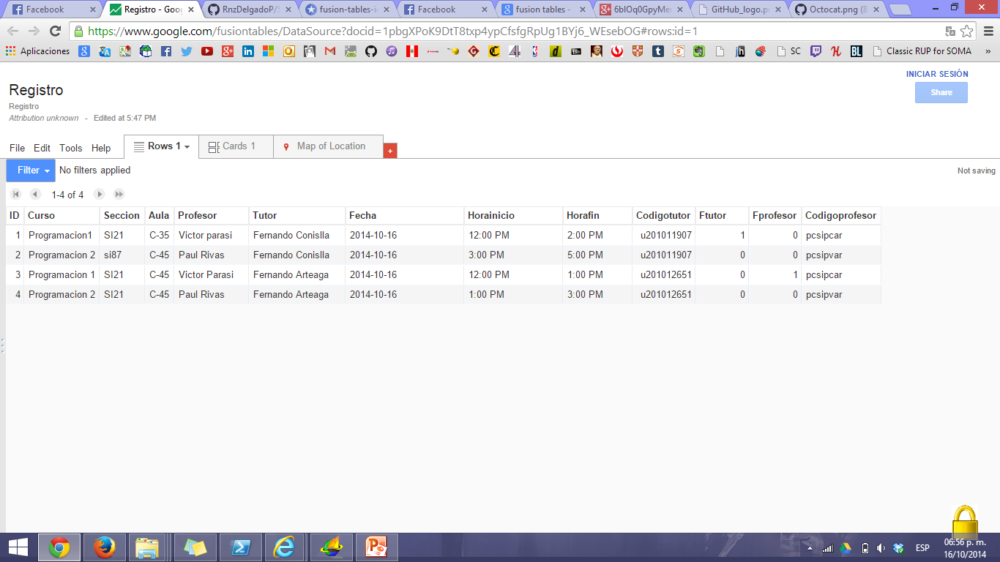 Facebook Registro - Goo RnzDelgadoP/S fusion-tables-ic Facebook fusion tables - 6blOq0GpyMe GitHub_logo.p Octocat.png (8
https://www.google.com/fusiontables/DataSource?docid=1pbgXPoK9DtT8txp4ypCfsfgRpUg1BYj6_WEsebOG#rows:id=1
Aplicaciones SC Classic RUP for SOMA »
INICIAR SESIÓN
Registro
Share
Registro
Attribution unknown - Edited at 5:47 PM
File Edit Tools Help Rows 1 Cards 1 Map of Location +
Filter No filters applied Not saving
1-4 of 4
ID Curso Seccion Aula Profesor Tutor Fecha Horainicio Horafin Codigotutor Ftutor Fprofesor Codigoprofesor
1 Programacion1 SI21 C-35 Victor parasi Fernando Conislla 2014-10-16 12:00 PM 2:00 PM u201011907 1 0 pcsipcar
2 Programacion 2 si87 C-45 Paul Rivas Fernando Conislla 2014-10-16 3:00 PM 5:00 PM u201011907 0 0 pcsipvar
3 Programacion 1 SI21 C-45 Victor Parasi Fernando Arteaga 2014-10-16 12:00 PM 1:00 PM u201012651 0 1 pcsipcar
4 Programacion 2 SI21 C-45 Paul Rivas Fernando Arteaga 2014-10-16 1:00 PM 3:00 PM u201012651 0 0 pcsipvar
ESP
06:56 p. m.
16/10/2014